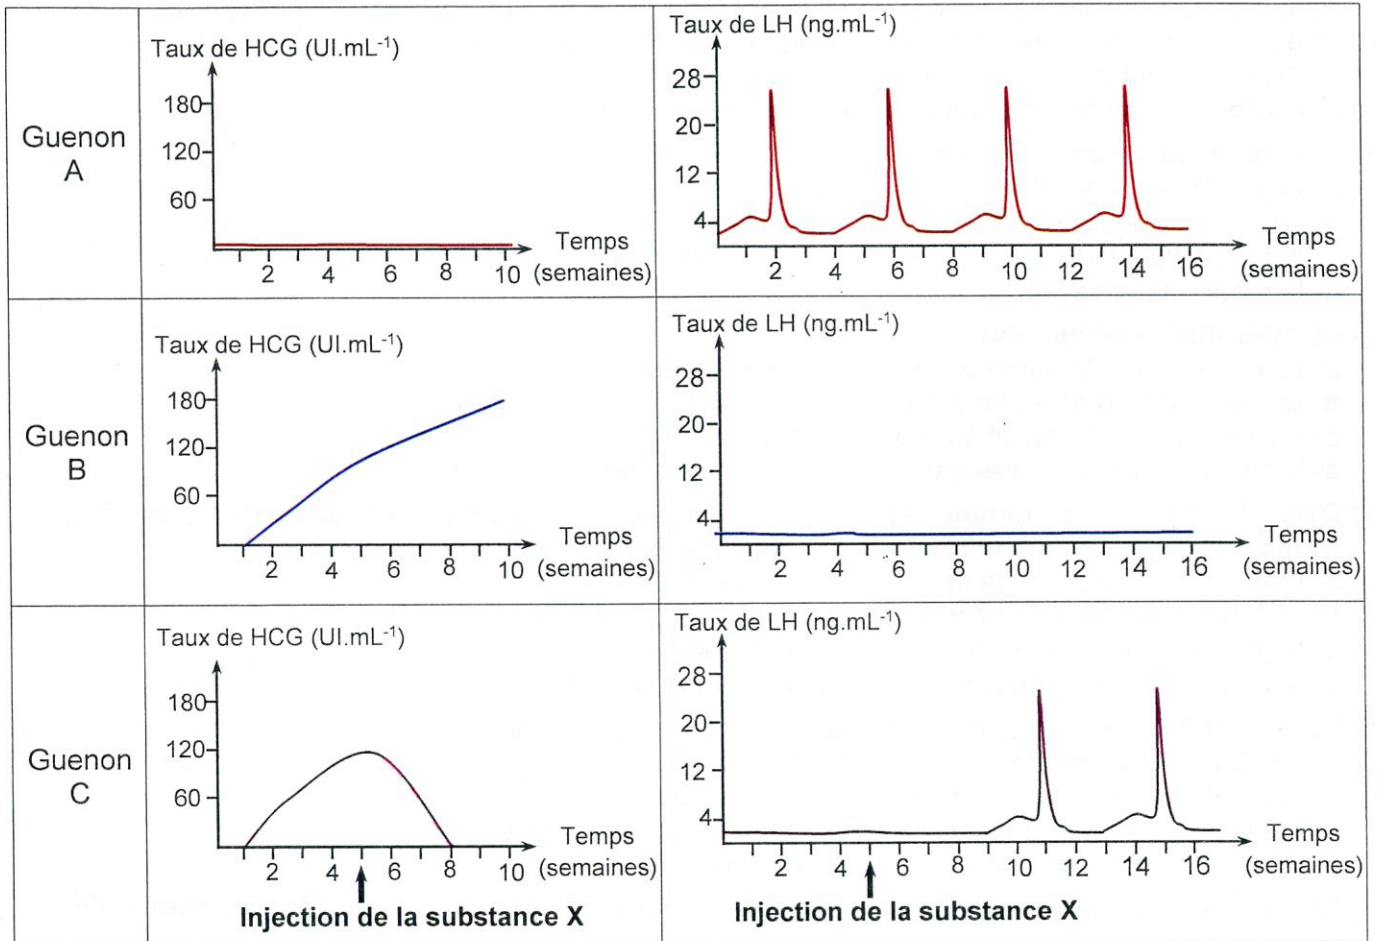 Guenon
A
Taux de HCG (UI.mL⁻¹)
180
120
60
2 4 6 8 10
Temps
(semaines)
Taux de LH (ng.mL⁻¹)
28
20
12
4
2 4 6 8 10 12 14 16
Temps
(semaines)
Guenon
B
Taux de HCG (UI.mL⁻¹)
180
120
60
2 4 6 8 10
Temps
(semaines)
Taux de LH (ng.mL⁻¹)
28
20
12
4
2 4 6 8 10 12 14 16
Temps
(semaines)
Guenon
C
Taux de HCG (UI.mL⁻¹)
180
120
60
2 4 6 8 10
Temps
(semaines)
Injection de la substance X
Taux de LH (ng.mL⁻¹)
28
20
12
4
2 4 6 8 10 12 14 16
Temps
(semaines)
Injection de la substance X